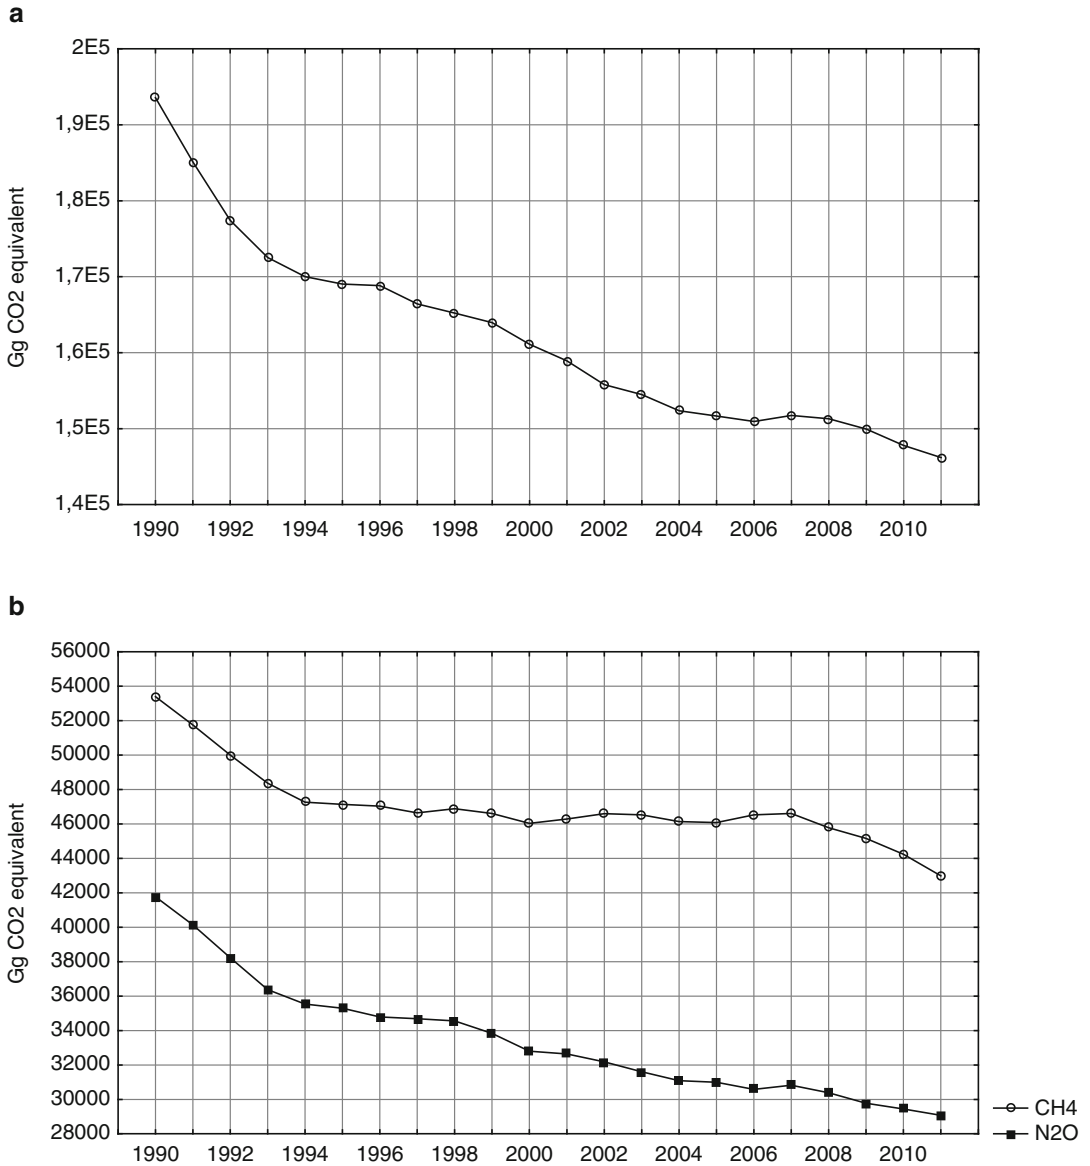 a
Gg CO2 equivalent
2E5
1,9E5
1,8E5
1,7E5
1,6E5
1,5E5
1,4E5
1990 1992 1994 1996 1998 2000 2002 2004 2006 2008 2010
b
Gg CO2 equivalent
56000
54000
52000
50000
48000
46000
44000
42000
40000
38000
36000
34000
32000
30000
28000
1990 1992 1994 1996 1998 2000 2002 2004 2006 2008 2010
CH4
N2O